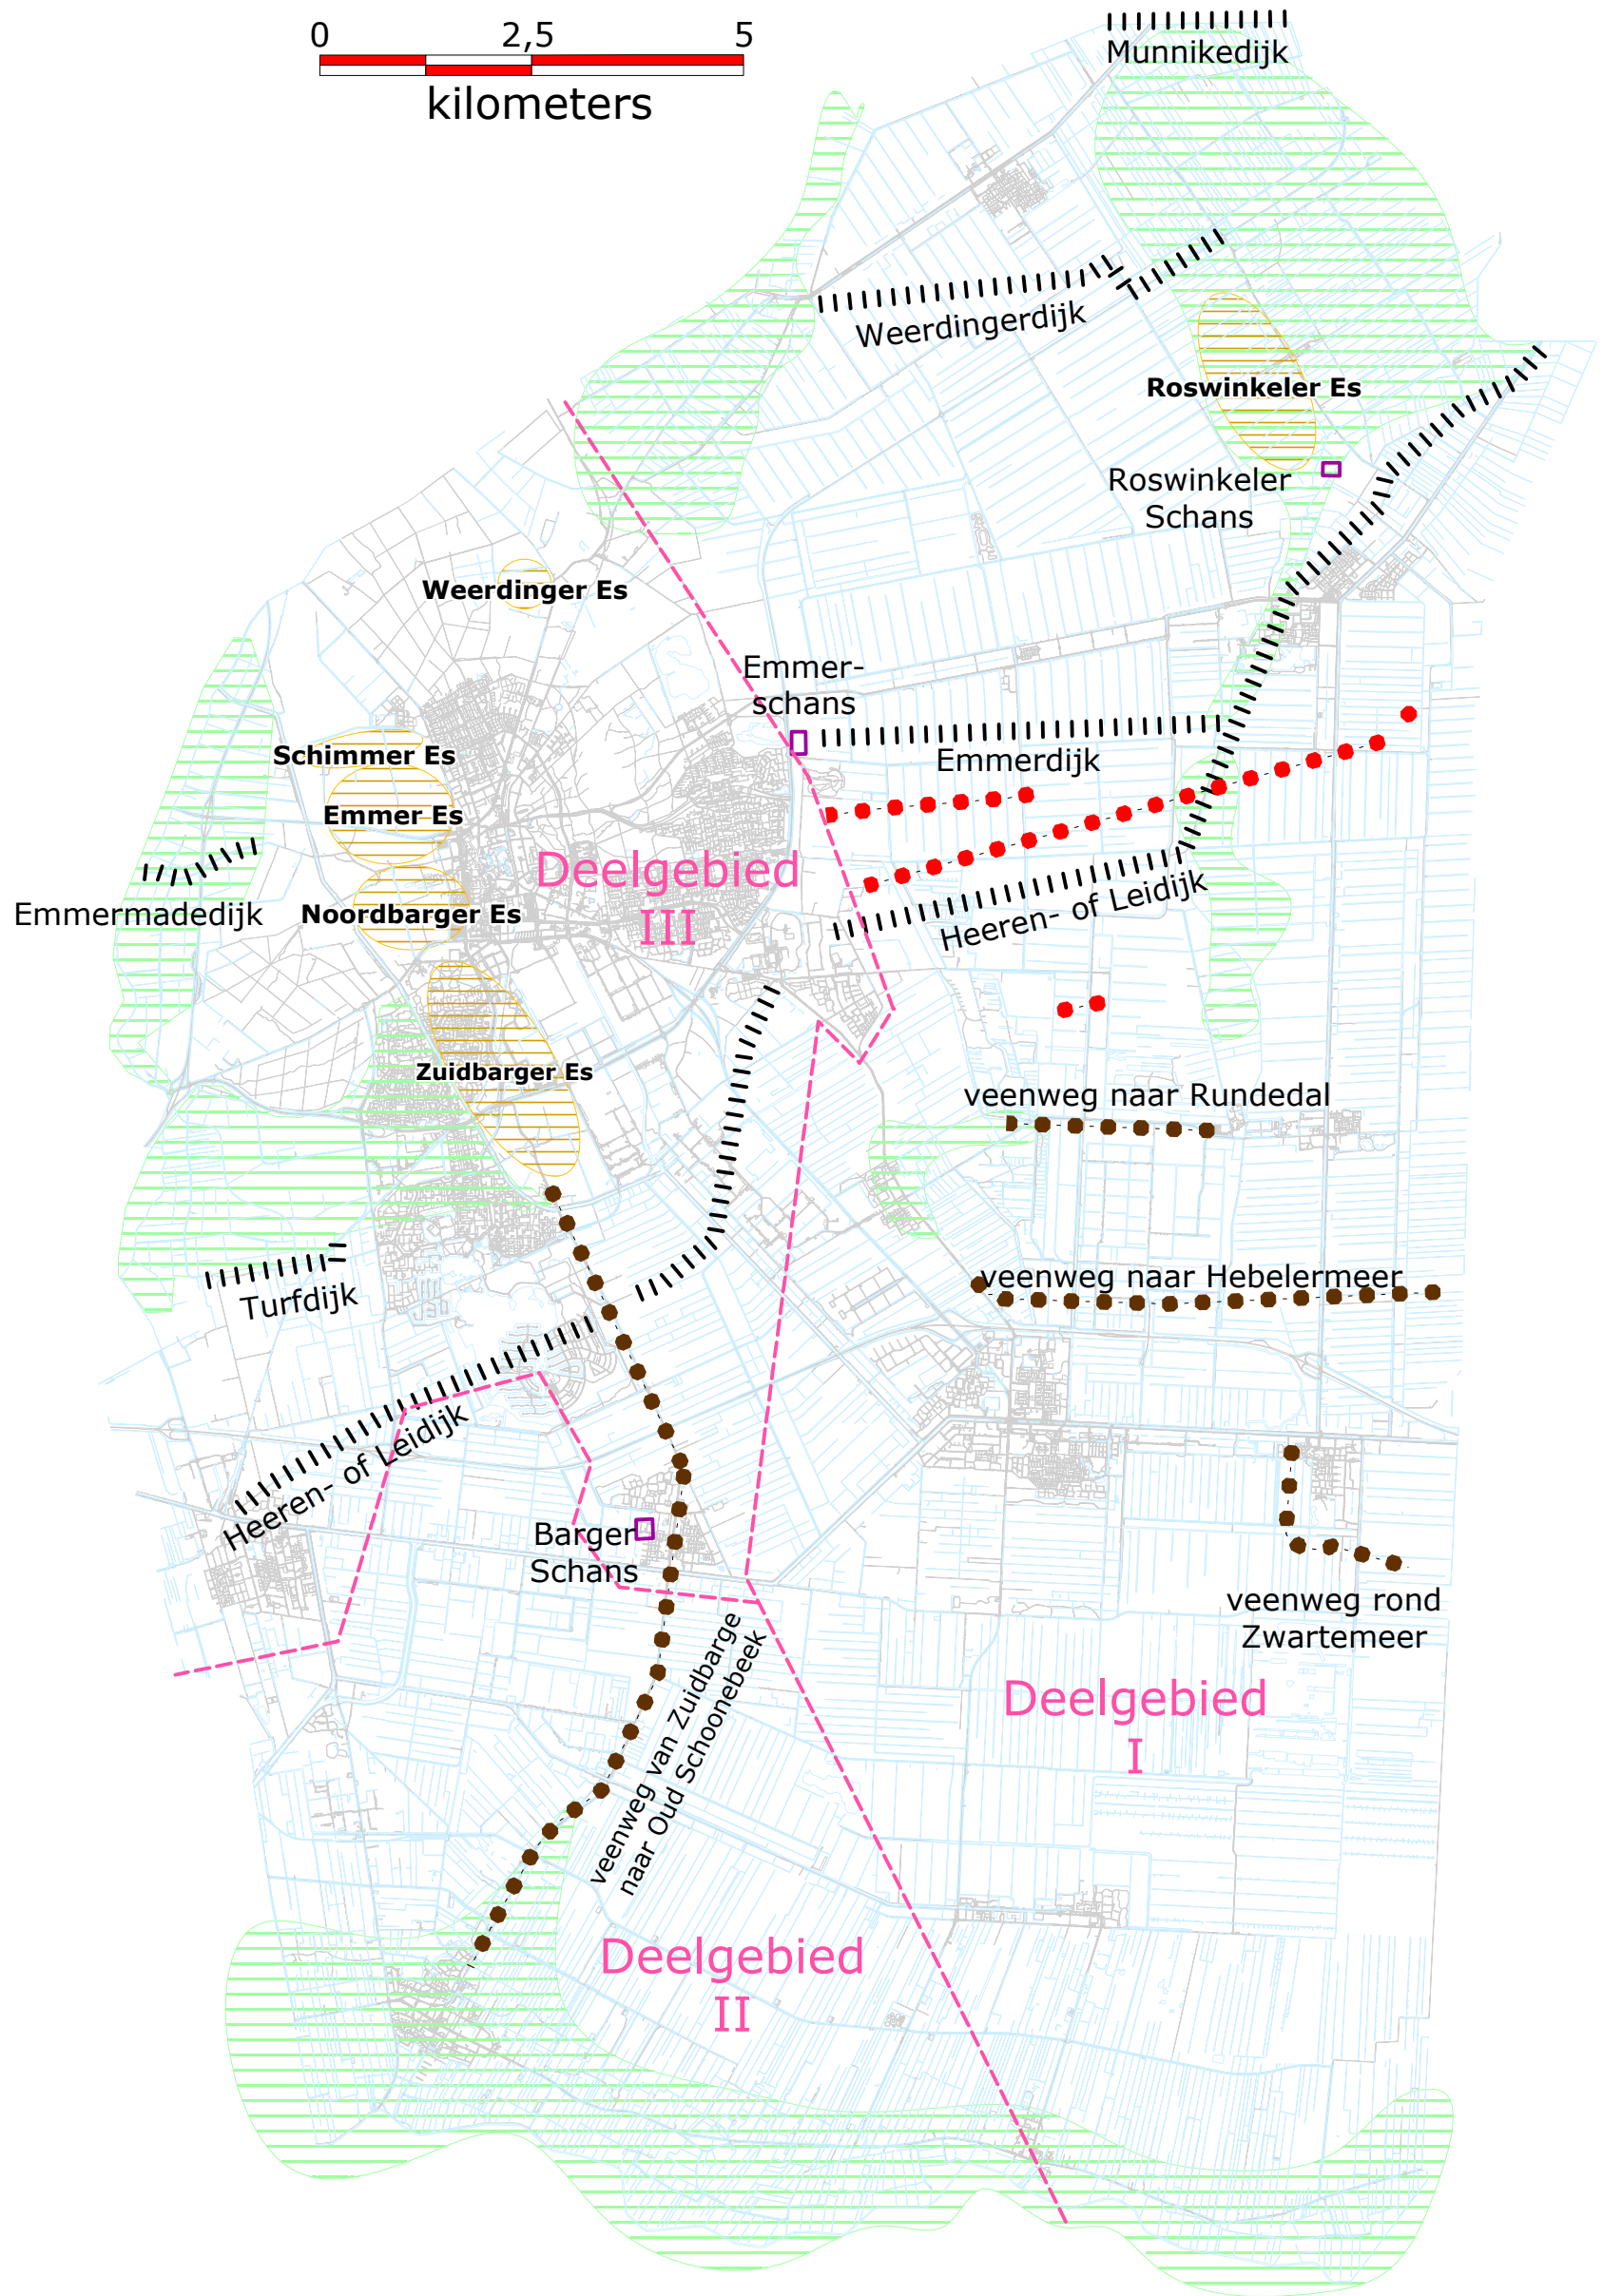 0 2,5 5
kilometers
Munnikedijk
Weerdingerdijk
Roswinkeler Es
Roswinkeler
Schans
Weerdinger Es
Emmer-
schans
Schimmer Es
Emmerdijk
Emmer Es
Deelgebied
III
Emmermadedijk
Noordbarger Es
Heeren- of Leidijk
Zuidbarger Es
veenweg naar Rundedal
veenweg naar Hebelermeer
Turfdijk
Heeren- of Leidijk
Barger
Schans
veenweg rond
Zwartemeer
veenweg van Zuidbarge
naar Oud Schoonebeek
Deelgebied
I
Deelgebied
II